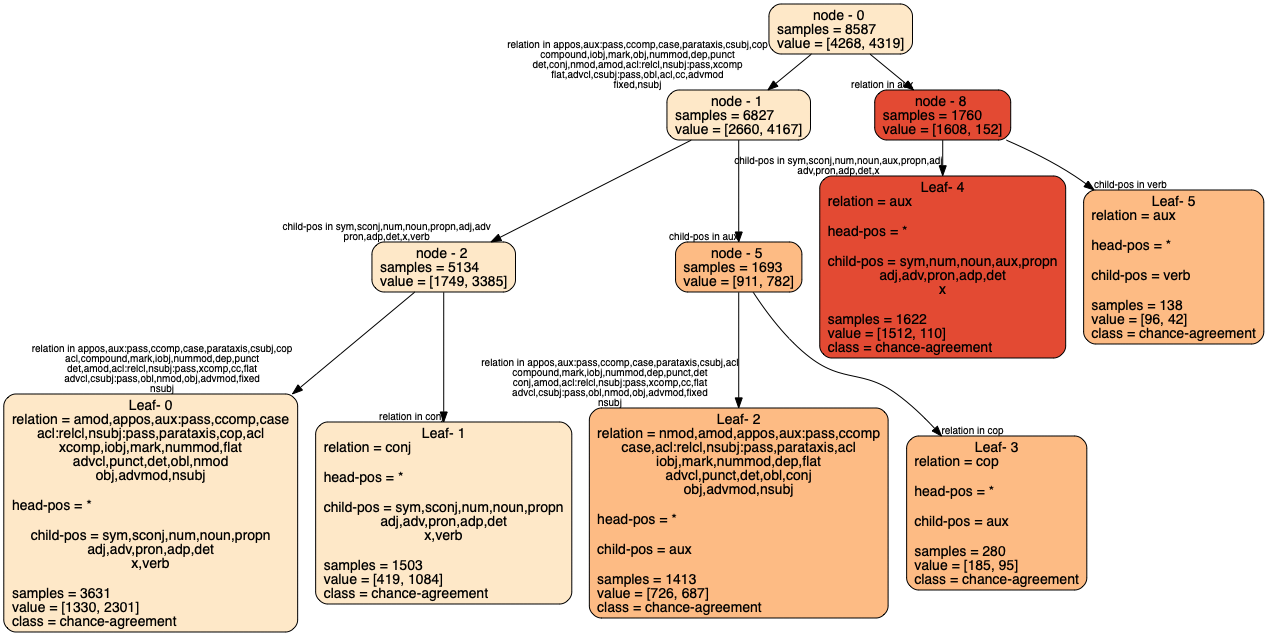 node - 0
samples = 8587
value = [4268, 4319]
relation in appos,aux:pass,ccomp,case,parataxis,csubj,cop
compound,iobj,mark,obj,nummod,dep,punct
det,conj,nmod,amod,acl:relcl,nsubj:pass,xcomp
flat,advcl,csubj:pass,obl,acl,cc,advmod
fixed,nsubj
relation in aux
node - 1
samples = 6827
value = [2660, 4167]
node - 8
samples = 1760
value = [1608, 152]
child-pos in sym,sconj,num,noun,aux,propn,adj
adv,pron,adp,det,x
child-pos in verb
Leaf- 4
relation = aux
head-pos = *
child-pos = sym,num,noun,aux,propn
adj,adv,pron,adp,det
x
samples = 1622
value = [1512, 110]
class = chance-agreement
Leaf- 5
relation = aux
head-pos = *
child-pos = verb
samples = 138
value = [96, 42]
class = chance-agreement
child-pos in sym,sconj,num,noun,propn,adj,adv
pron,adp,det,x,verb
child-pos in aux
node - 2
samples = 5134
value = [1749, 3385]
node - 5
samples = 1693
value = [911, 782]
relation in appos,aux:pass,ccomp,case,parataxis,csubj,cop
acl,compound,mark,iobj,nummod,dep,punct
det,amod,acl:relcl,nsubj:pass,xcomp,cc,flat
advcl,csubj:pass,obl,nmod,obj,advmod,fixed
nsubj
relation in conj
relation in appos,aux:pass,ccomp,case,parataxis,csubj,acl
compound,mark,iobj,nummod,dep,punct,det
conj,amod,acl:relcl,nsubj:pass,xcomp,cc,flat
advcl,csubj:pass,obl,nmod,obj,advmod,fixed
nsubj
relation in cop
Leaf- 0
relation = amod,appos,aux:pass,ccomp,case
acl:relcl,nsubj:pass,parataxis,cop,acl
xcomp,iobj,mark,nummod,flat
advcl,punct,det,obl,nmod
obj,advmod,nsubj
head-pos = *
child-pos = sym,sconj,num,noun,propn
adj,adv,pron,adp,det
x,verb
samples = 3631
value = [1330, 2301]
class = chance-agreement
Leaf- 1
relation = conj
head-pos = *
child-pos = sym,sconj,num,noun,propn
adj,adv,pron,adp,det
x,verb
samples = 1503
value = [419, 1084]
class = chance-agreement
Leaf- 2
relation = nmod,amod,appos,aux:pass,ccomp
case,acl:relcl,nsubj:pass,parataxis,acl
iobj,mark,nummod,dep,flat
advcl,punct,det,obl,conj
obj,advmod,nsubj
head-pos = *
child-pos = aux
samples = 1413
value = [726, 687]
class = chance-agreement
Leaf- 3
relation = cop
head-pos = *
child-pos = aux
samples = 280
value = [185, 95]
class = chance-agreement